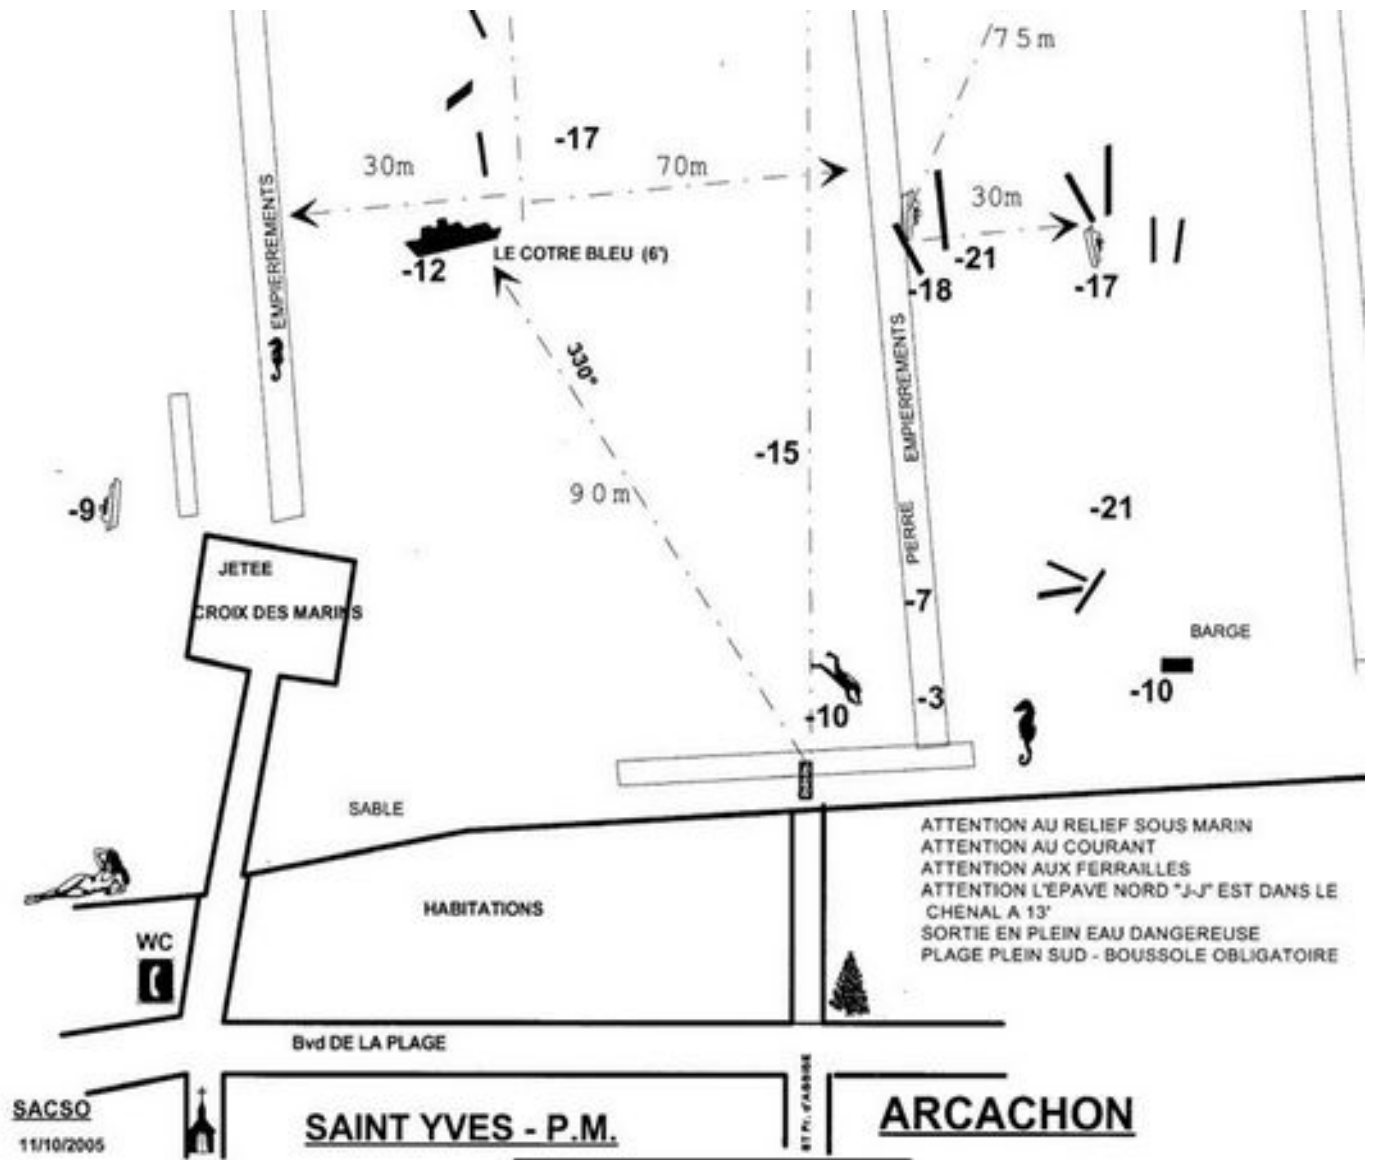 /75m
-17
30m
70m
EMPIERREMENTS
30m
LE COTRE BLEU (6')
-12
-21
-18
-17
330°
EMPIERREMENTS
-15
90m
-9
-21
PERRE
JETEE
CROIX DES MARINS
-7
BARGE
-10
-3
-10
SABLE
ATTENTION AU RELIEF SOUS MARIN
ATTENTION AU COURANT
ATTENTION AUX FERRAILLES
ATTENTION L'EPAVE NORD "J-J" EST DANS LE
CHENAL A 13'
SORTIE EN PLEIN EAU DANGEREUSE
PLAGE PLEIN SUD - BOUSSOLE OBLIGATOIRE
HABITATIONS
WC
Bvd DE LA PLAGE
ST Fr. d'ASSISE
SACSO
11/10/2005
SAINT YVES - P.M.
ARCACHON